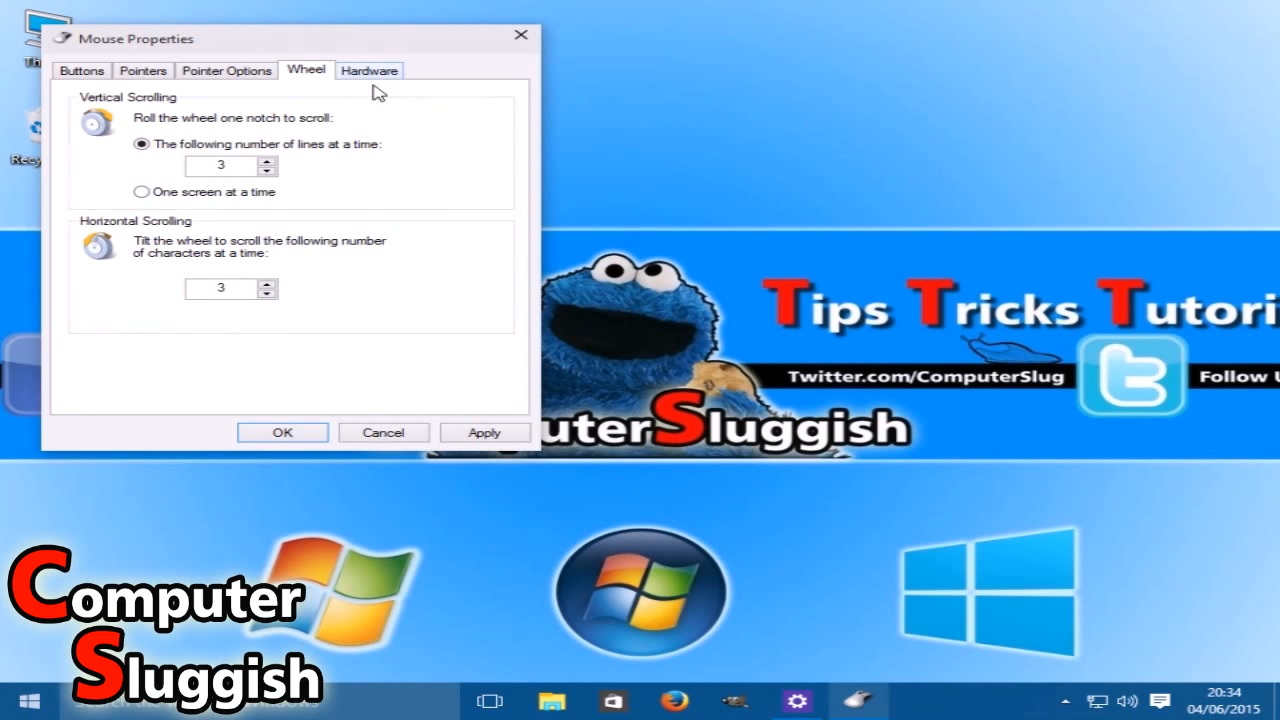 Mouse Properties
Buttons
Pointers
Pointer Options
Wheel
Hardware
Vertical Scrolling
Roll the wheel one notch to scroll:
The following number of lines at a time:
3
One screen at a time
Horizontal Scrolling
Tilt the wheel to scroll the following number
of characters at a time:
3
OK
Cancel
Apply
Tips Tricks Tutori
Twitter.com/ComputerSlug
Follow U
uterSluggish
Th
Recy
Computer
Sluggish
20:34
04/06/2015